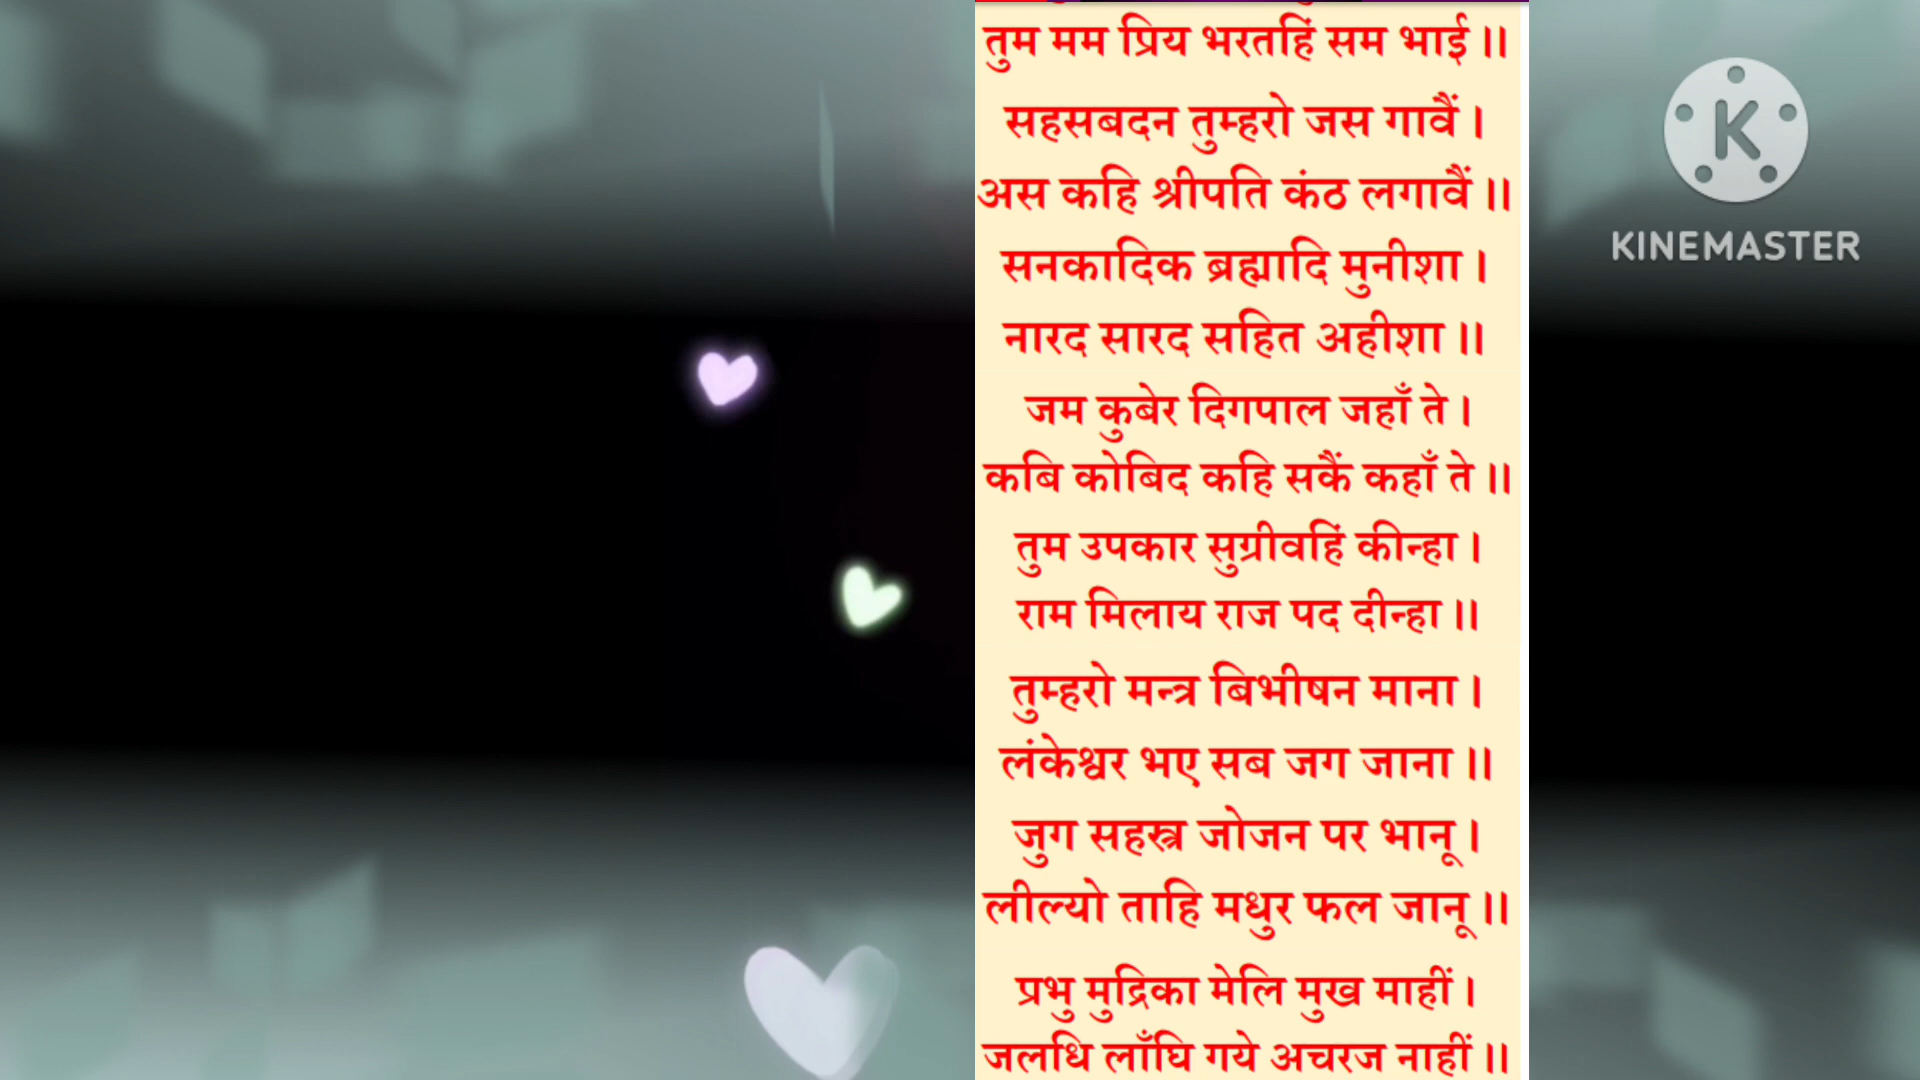 तुम मम प्रिय भरतहिं सम भाई॥
सहसबदन तुम्हरो जस गावैं।
अस कहि श्रीपति कंठ लगावैं॥
सनकादिक ब्रह्मादि मुनीशा।
नारद सारद सहित अहीशा॥
जम कुबेर दिगपाल जहाँ ते।
कबि कोबिद कहि सकैं कहाँ ते॥
तुम उपकार सुग्रीवहिं कीन्हा।
राम मिलाय राज पद दीन्हा॥
तुम्हरो मन्त्र बिभीषन माना।
लंकेश्वर भए सब जग जाना॥
जुग सहस्त्र जोजन पर भानू।
लील्यो ताहि मधुर फल जानू॥
प्रभु मुद्रिका मेलि मुख माहीं।
जलधि लाँघि गये अचरज नाहीं॥
K
KINEMASTER